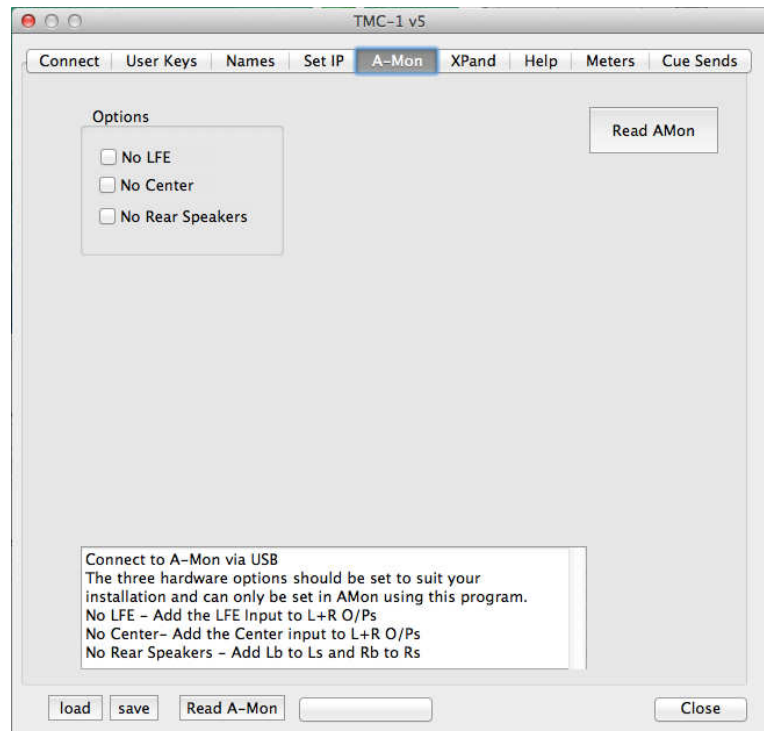 TMC-1 v5
Connect User Keys Names Set IP A-Mon XPand Help Meters Cue Sends
Options
Read AMon
No LFE
No Center
No Rear Speakers
Connect to A-Mon via USB
The three hardware options should be set to suit your
installation and can only be set in AMon using this program.
No LFE - Add the LFE Input to L+R O/Ps
No Center- Add the Center input to L+R O/Ps
No Rear Speakers - Add Lb to Ls and Rb to Rs
load save Read A-Mon Close